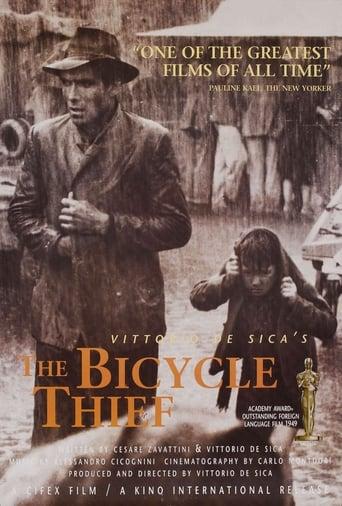 "ONE OF THE GREATEST
FILMS OF ALL TIME"
PAULINE KAEL, THE NEW YORKER
VITTORIO DE SICA'S
THE BICYCLE
THIEF
ACADEMY AWARD®
OUTSTANDING FOREIGN
LANGUAGE FILM 1949
WRITTEN BY CESARE ZAVATTINI & VITTORIO DE SICA
MUSIC BY ALESSANDRO CICOGNINI CINEMATOGRAPHY BY CARLO MONTUORI
PRODUCED AND DIRECTED BY VITTORIO DE SICA
A CIFEX FILM / A KINO INTERNATIONAL RELEASE